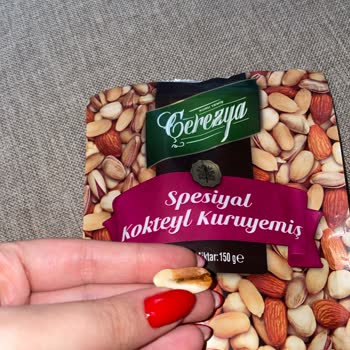 Çerezya
Spesiyal
Kokteyl Kuruyemiş
Miktar: 150 g e